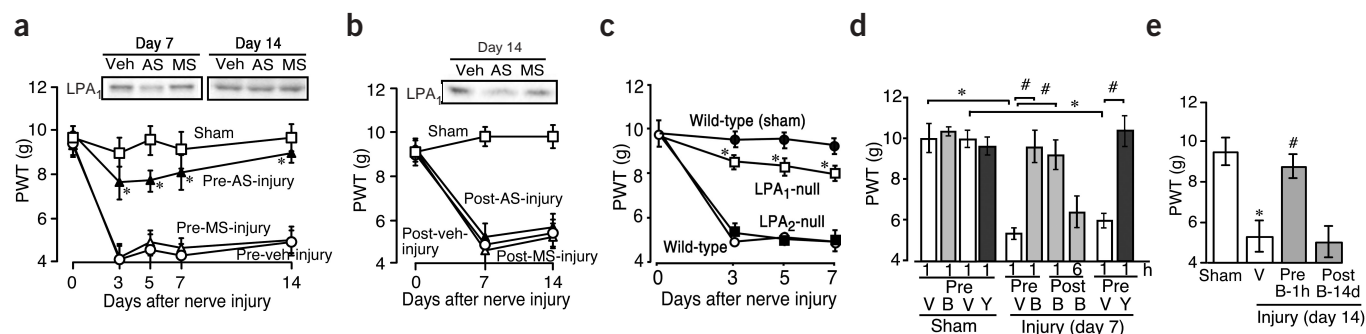 a
Day 7 Day 14
Veh AS MS Veh AS MS
LPA1
12
10
8
6
4
PWT (g)
Sham
*
*
*
*
Pre-AS-injury
Pre-MS-injury
Pre-veh-injury
0 3 5 7 14
Days after nerve injury
b
Day 14
Veh AS MS
LPA1
12
10
8
6
4
PWT (g)
Sham
Post-AS-injury
Post-veh-
injury
Post-MS-injury
0 7 14
Days after nerve injury
c
12
10
8
6
4
PWT (g)
Wild-type (sham)
* * *
LPA1-null
LPA2-null
Wild-type
0 3 5 7
Days after nerve injury
d
12
10
8
6
4
PWT (g)
* # # * #
1 1 1 1 1 1 1 6 1 1 h
Pre Pre Post Pre
V B V Y V B B B V Y
Sham Injury (day 7)
e
12
10
8
6
4
PWT (g)
* #
Sham V Pre Post
B-1h B-14d
Injury (day 14)